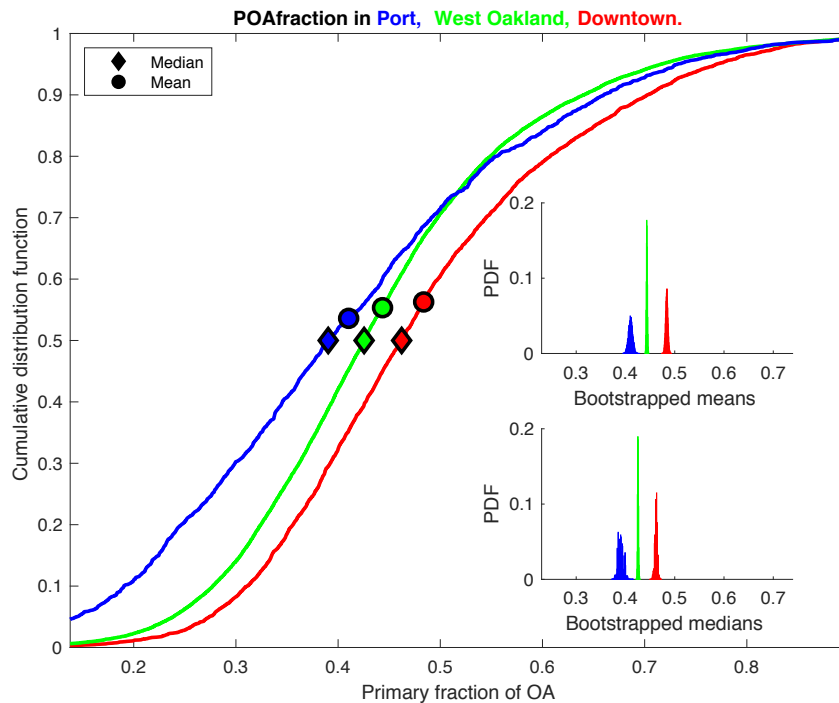 POAfraction in Port, West Oakland, Downtown.
Median
Mean
Cumulative distribution function
1
0.9
0.8
0.7
0.6
0.5
0.4
0.3
0.2
0.1
0
0.2 0.3 0.4 0.5 0.6 0.7 0.8
Primary fraction of OA
PDF
0.2
0.1
0
0.3 0.4 0.5 0.6 0.7
Bootstrapped means
PDF
0.2
0.1
0
0.3 0.4 0.5 0.6 0.7
Bootstrapped medians